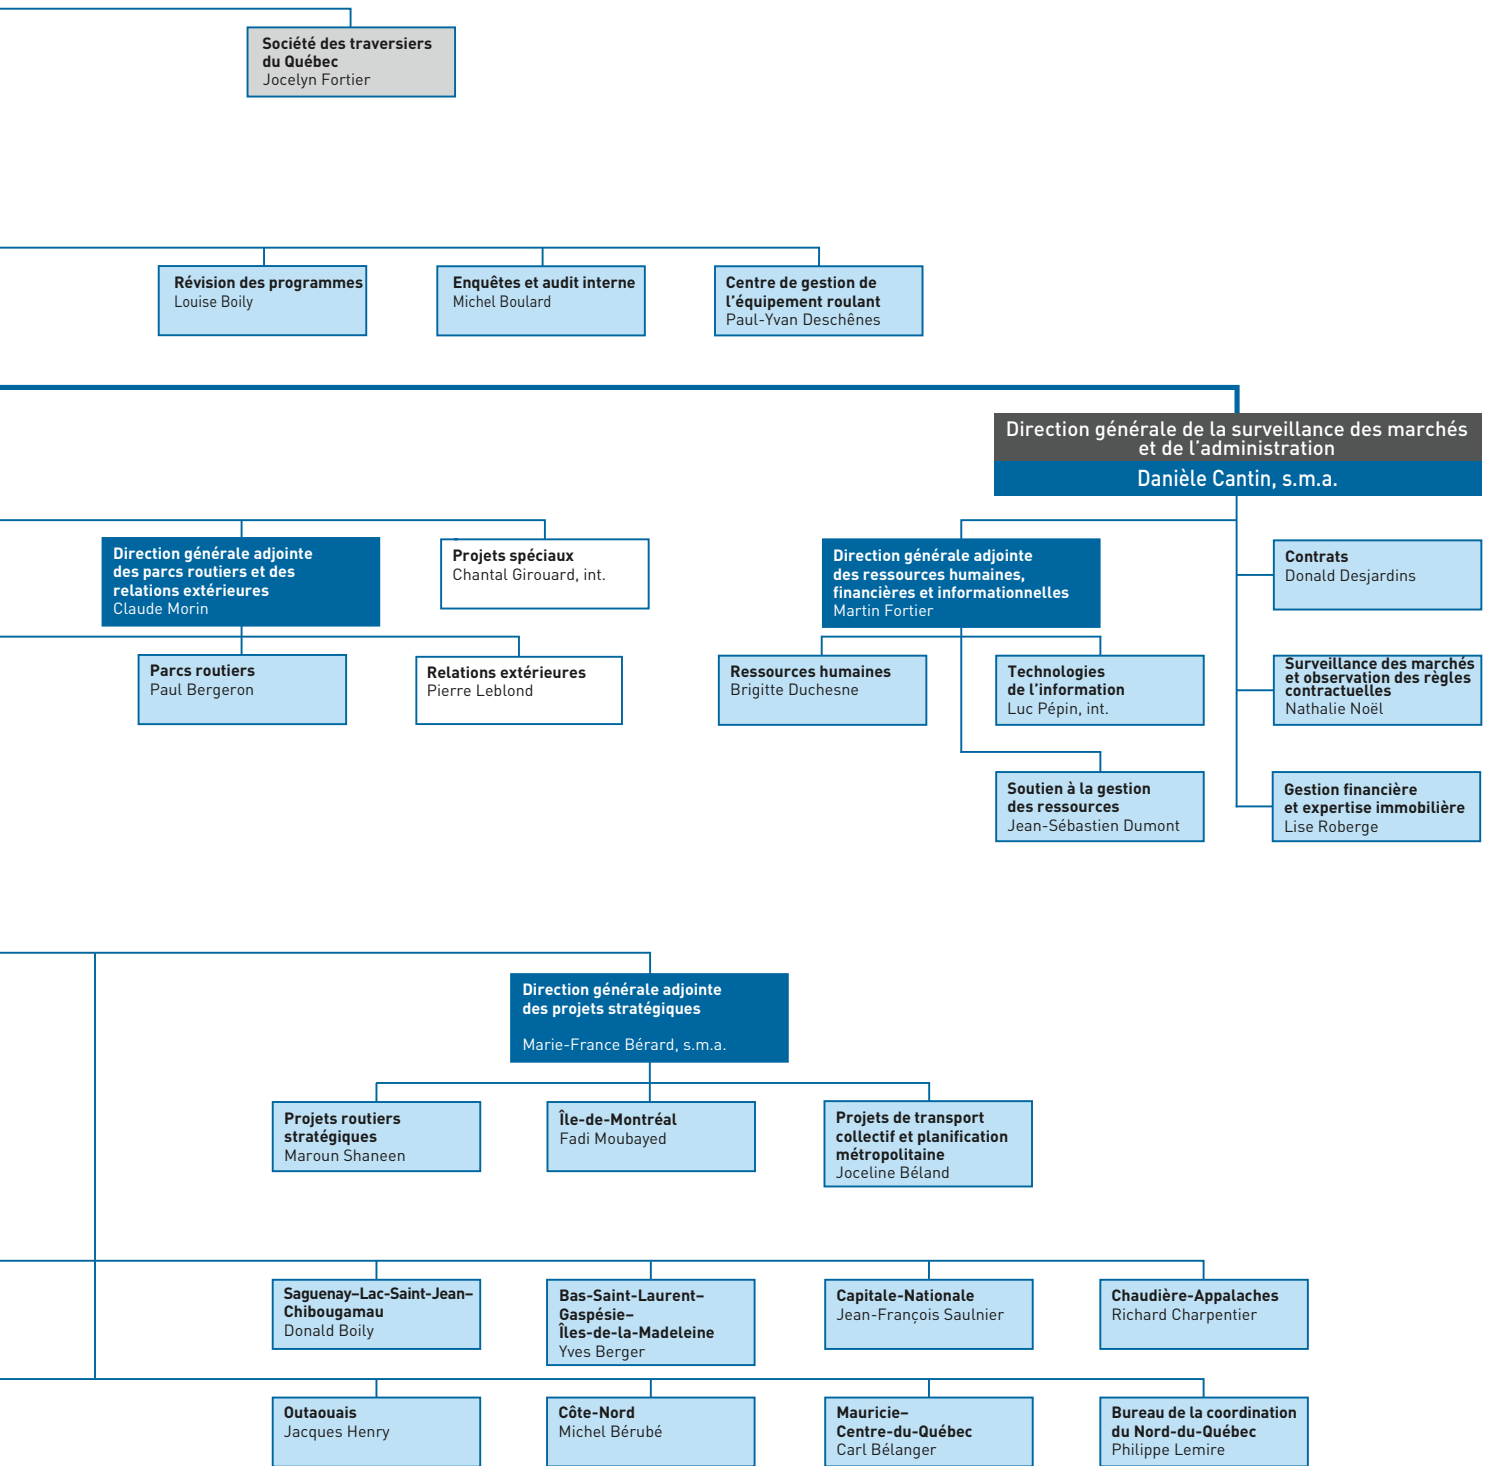 Société des traversiers
du Québec
Jocelyn Fortier
Révision des programmes
Louise Boily
Enquêtes et audit interne
Michel Boulard
Centre de gestion de
l’équipement roulant
Paul-Yvan Deschênes
Direction générale de la surveillance des marchés
et de l’administration
Danièle Cantin, s.m.a.
Direction générale adjointe
des parcs routiers et des
relations extérieures
Claude Morin
Projets spéciaux
Chantal Girouard, int.
Direction générale adjointe
des ressources humaines,
financières et informationnelles
Martin Fortier
Contrats
Donald Desjardins
Parcs routiers
Paul Bergeron
Relations extérieures
Pierre Leblond
Ressources humaines
Brigitte Duchesne
Technologies
de l’information
Luc Pépin, int.
Surveillance des marchés
et observation des règles
contractuelles
Nathalie Noël
Soutien à la gestion
des ressources
Jean-Sébastien Dumont
Gestion financière
et expertise immobilière
Lise Roberge
Direction générale adjointe
des projets stratégiques
Marie-France Bérard, s.m.a.
Projets routiers
stratégiques
Maroun Shaneen
Île-de-Montréal
Fadi Moubayed
Projets de transport
collectif et planification
métropolitaine
Joceline Béland
Saguenay–Lac-Saint-Jean–
Chibougamau
Donald Boily
Bas-Saint-Laurent–
Gaspésie–
Îles-de-la-Madeleine
Yves Berger
Capitale-Nationale
Jean-François Saulnier
Chaudière-Appalaches
Richard Charpentier
Outaouais
Jacques Henry
Côte-Nord
Michel Bérubé
Mauricie–
Centre-du-Québec
Carl Bélanger
Bureau de la coordination
du Nord-du-Québec
Philippe Lemire